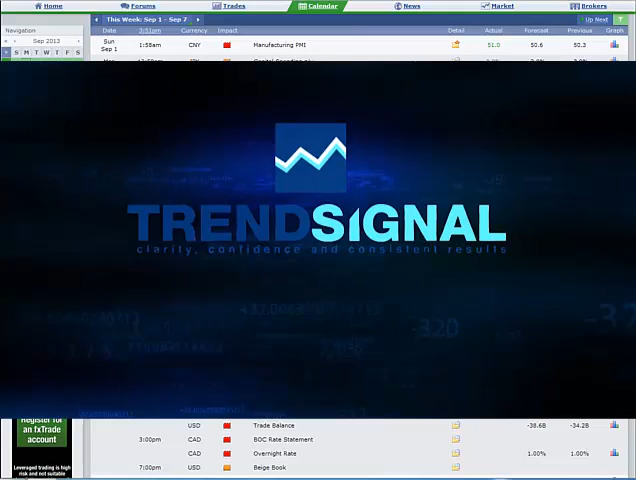 Home Forums Trades Calendar News Market Brokers
Navigation
This Week: Sep 1 - Sep 7
Up Next
Date 3:51pm Currency Impact Detail Actual Forecast Previous Graph
Sep 2013
S M T W T F S
Sun
Sep 1
1:58am CNY Manufacturing PMI 51.0 50.6 50.3
TRENDSIGNAL
clarity, confidence and consistent results
-320
Register for
an fxTrade
account
Leveraged trading is high
risk and not suitable
USD Trade Balance -38.6B -34.2B
3:00pm CAD BOC Rate Statement
CAD Overnight Rate 1.00% 1.00%
7:00pm USD Beige Book